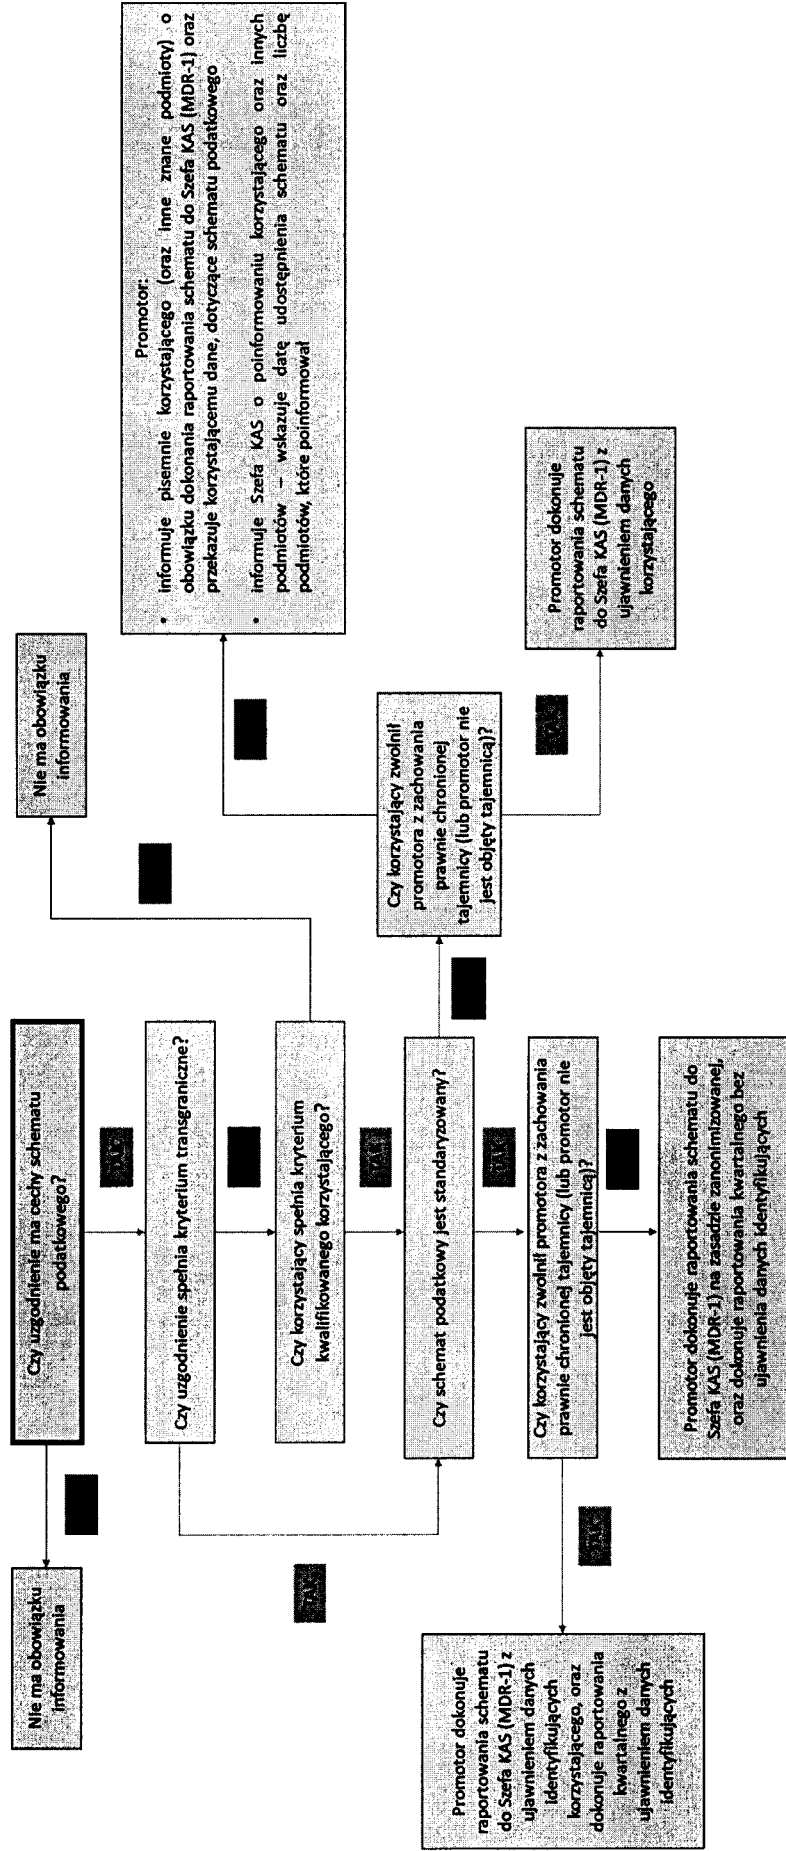 Czy uzgodnienie ma cechy schematu
podatkowego?
Nie ma obowiązku
informowania
TAK
Czy uzgodnienie spełnia kryterium transgraniczne?
TAK
Czy korzystający spełnia kryterium
kwalifikowanego korzystającego?
Nie ma obowiązku
informowania
TAK
Czy schemat podatkowy jest standaryzowany?
TAK
Czy korzystający zwolnił
promotora z zachowania
prawnie chronionej
tajemnicy (lub promotor nie
jest objęty tajemnicą)?
Promotor:
• informuje pisemnie korzystającego (oraz inne znane podmioty) o
obowiązku dokonania raportowania schematu do Szefa KAS (MDR-1) oraz
przekazuje korzystającemu dane, dotyczące schematu podatkowego
• informuje Szefa KAS o poinformowaniu korzystającego oraz innych
podmiotów – wskazuje datę udostępnienia schematu oraz liczbę
podmiotów, które poinformował
Promotor dokonuje
raportowania schematu
do Szefa KAS (MDR-1) z
ujawnieniem danych
korzystającego
Czy korzystający zwolnił promotora z zachowania
prawnie chronionej tajemnicy (lub promotor nie
jest objęty tajemnicą)?
TAK
Promotor dokonuje
raportowania schematu
do Szefa KAS (MDR-1) z
ujawnieniem danych
identyfikujących
korzystającego, oraz
dokonuje raportowania
kwartalnego z
ujawnieniem danych
identyfikujących
Promotor dokonuje raportowania schematu do
Szefa KAS (MDR-1) na zasadzie zanonimizowanej,
oraz dokonuje raportowania kwartalnego bez
ujawnienia danych identyfikujących